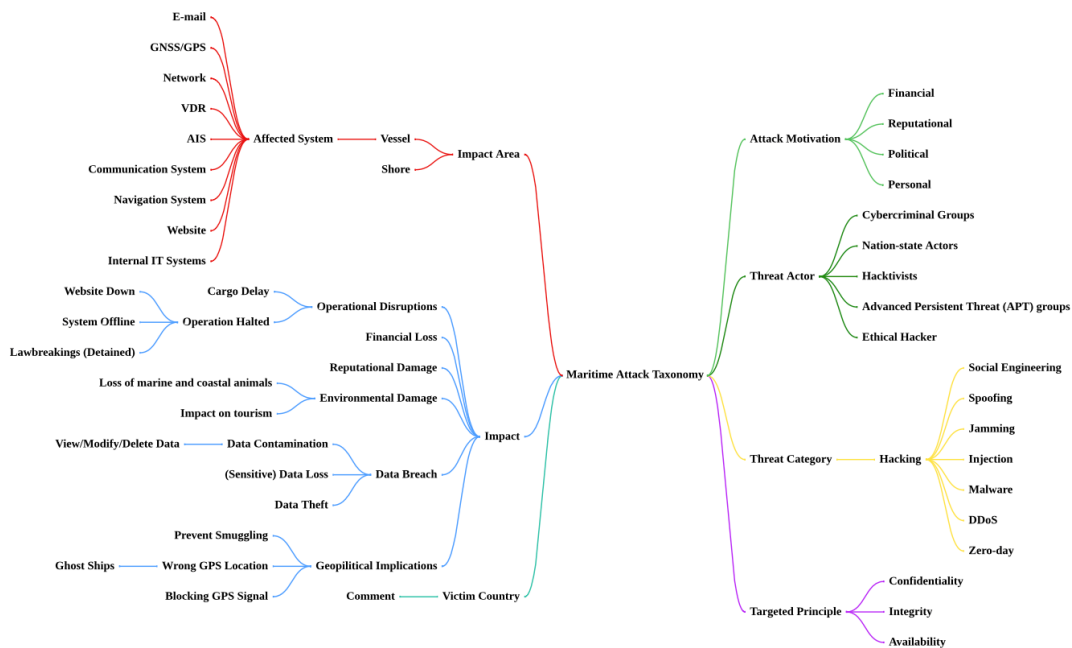 E-mail
GNSS/GPS
Network
VDR
AIS
Communication System
Navigation System
Website
Internal IT Systems
Affected System
Vessel
Shore
Impact Area
Website Down
System Offline
Lawbreakings (Detained)
Cargo Delay
Operation Halted
Operational Disruptions
Financial Loss
Reputational Damage
Loss of marine and coastal animals
Impact on tourism
Environmental Damage
View/Modify/Delete Data
Data Contamination
(Sensitive) Data Loss
Data Theft
Data Breach
Impact
Prevent Smuggling
Ghost Ships
Wrong GPS Location
Blocking GPS Signal
Geopilitical Implications
Comment
Victim Country
Maritime Attack Taxonomy
Attack Motivation
Financial
Reputational
Political
Personal
Threat Actor
Cybercriminal Groups
Nation-state Actors
Hacktivists
Advanced Persistent Threat (APT) groups
Ethical Hacker
Threat Category
Hacking
Social Engineering
Spoofing
Jamming
Injection
Malware
DDoS
Zero-day
Targeted Principle
Confidentiality
Integrity
Availability